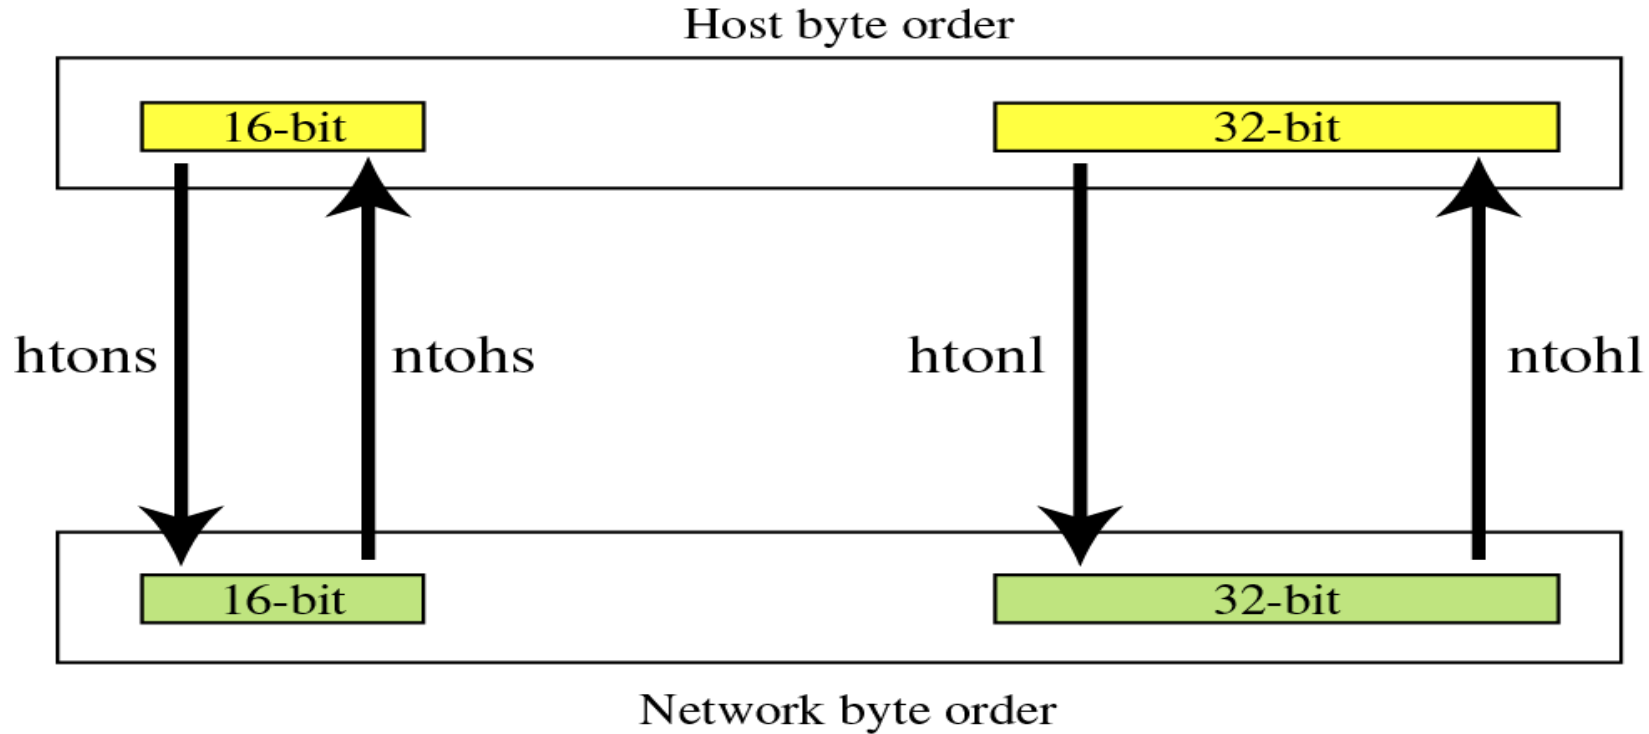 Host byte order
16-bit 32-bit
htons ntohs htonl ntohl
16-bit 32-bit
Network byte order